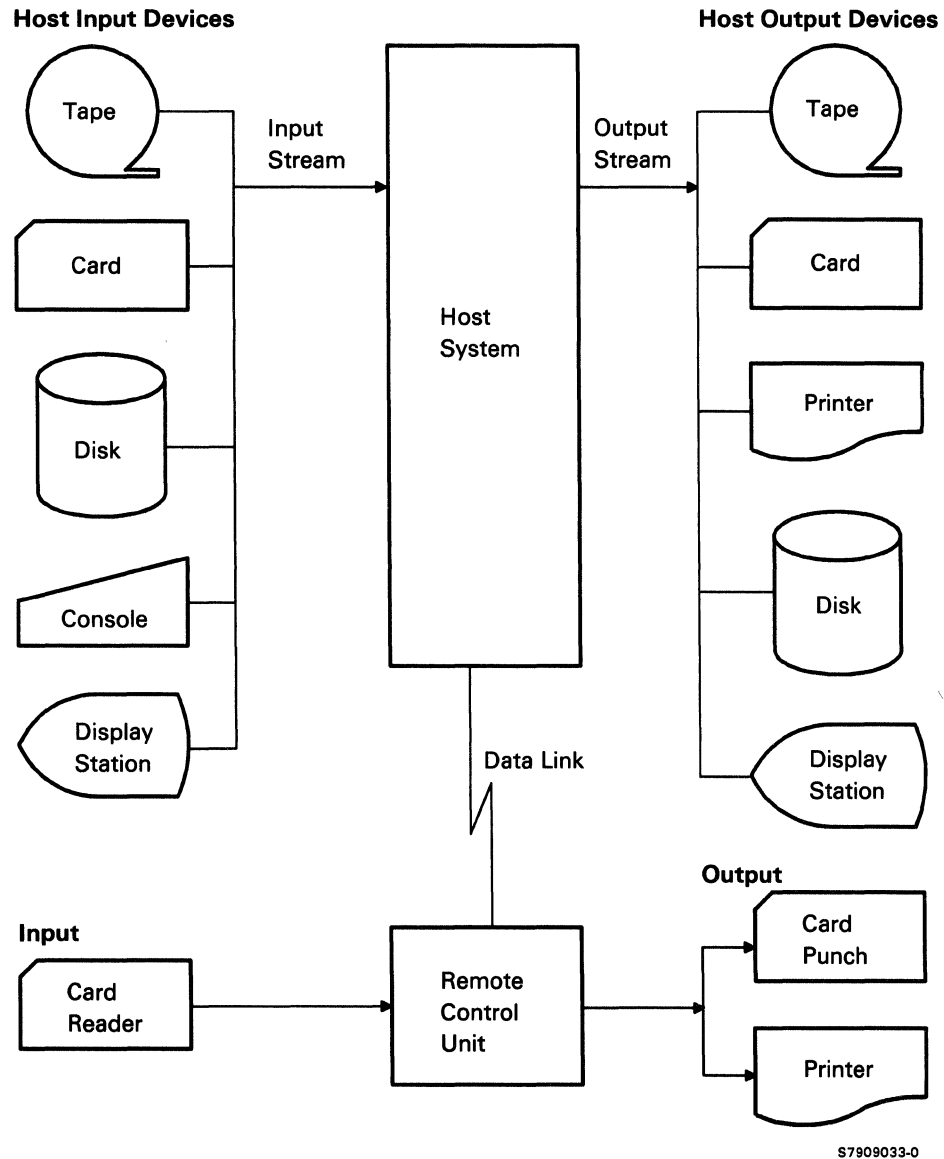 Host Input Devices
Host Output Devices
Tape
Input
Stream
Output
Stream
Tape
Card
Card
Host
System
Printer
Disk
Disk
Console
Display
Station
Data Link
Display
Station
Output
Input
Card
Punch
Card
Reader
Remote
Control
Unit
Printer
S7909033-0